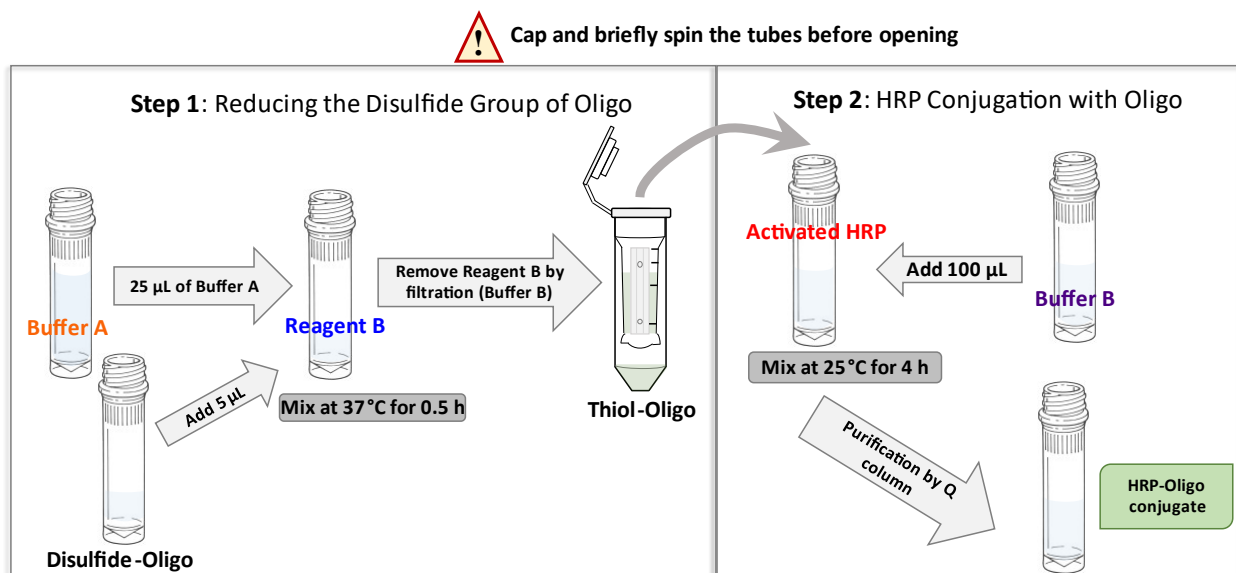 !
Cap and briefly spin the tubes before opening
Step 1: Reducing the Disulfide Group of Oligo
Buffer A
25 µL of Buffer A
Reagent B
Remove Reagent B by
filtration (Buffer B)
Add 5 µL
Mix at 37°C for 0.5 h
Thiol-Oligo
Disulfide-Oligo
Step 2: HRP Conjugation with Oligo
Activated HRP
Add 100 µL
Buffer B
Mix at 25°C for 4 h
Purification by Q
column
HRP-Oligo
conjugate